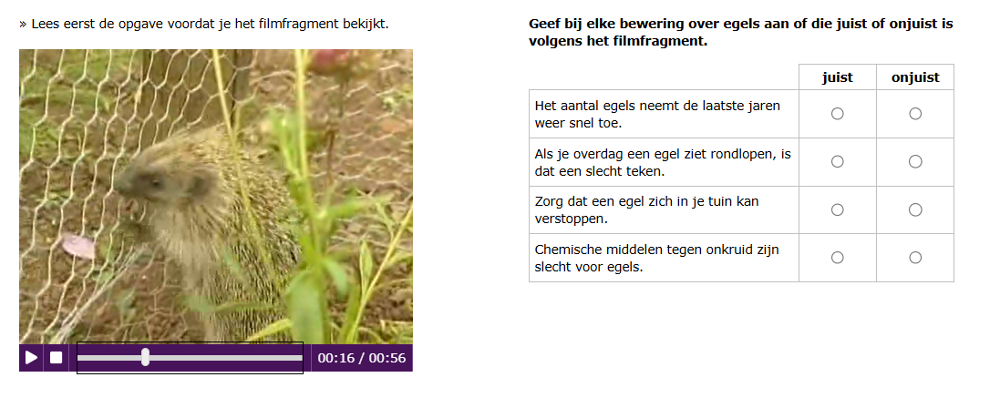 » Lees eerst de opgave voordat je het filmfragment bekijkt.
00:16 / 00:56
Geef bij elke bewering over egels aan of die juist of onjuist is
volgens het filmfragment.
juist onjuist
Het aantal egels neemt de laatste jaren
weer snel toe.
Als je overdag een egel ziet rondlopen, is
dat een slecht teken.
Zorg dat een egel zich in je tuin kan
verstoppen.
Chemische middelen tegen onkruid zijn
slecht voor egels.